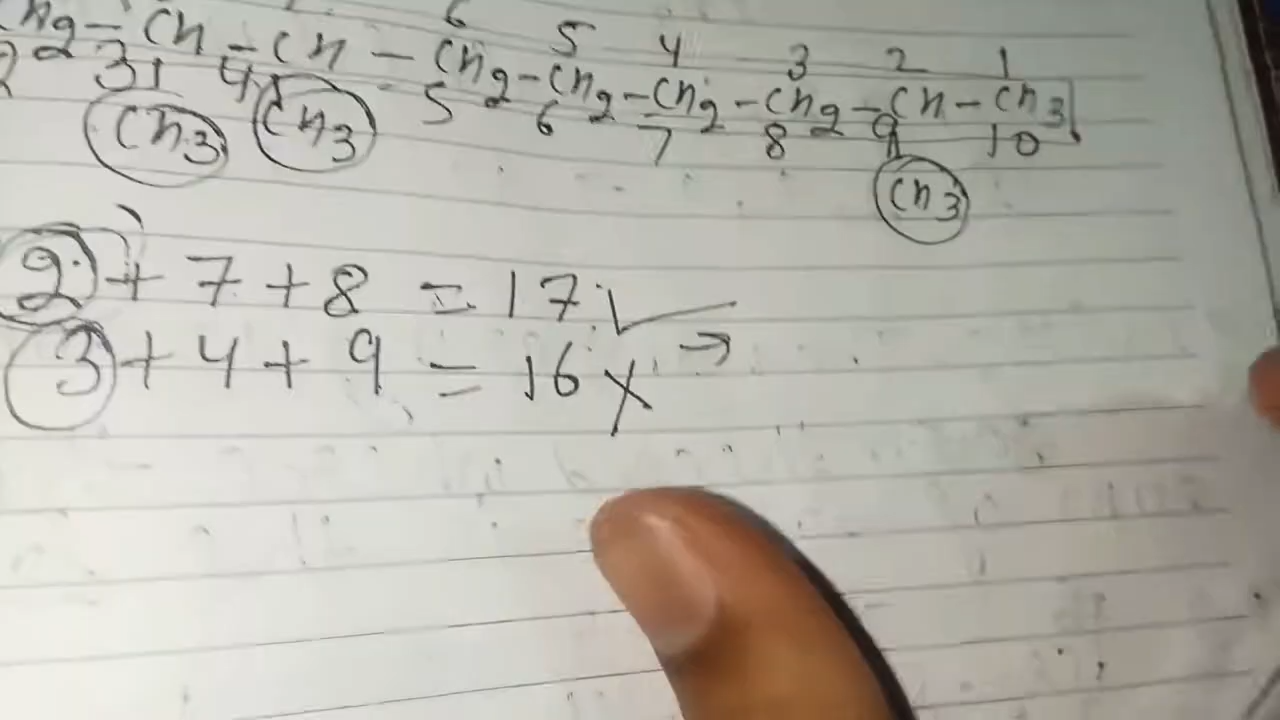 6 5 4 3 2 1
CH2 - CH - CH - CH2 - CH2 - CH2 - CH2 - CH - CH3
2 3 4 5 6 7 8 9 10
CH3 CH3 CH3
2 + 7 + 8 = 17 ✓
3 + 4 + 9 = 16 x →